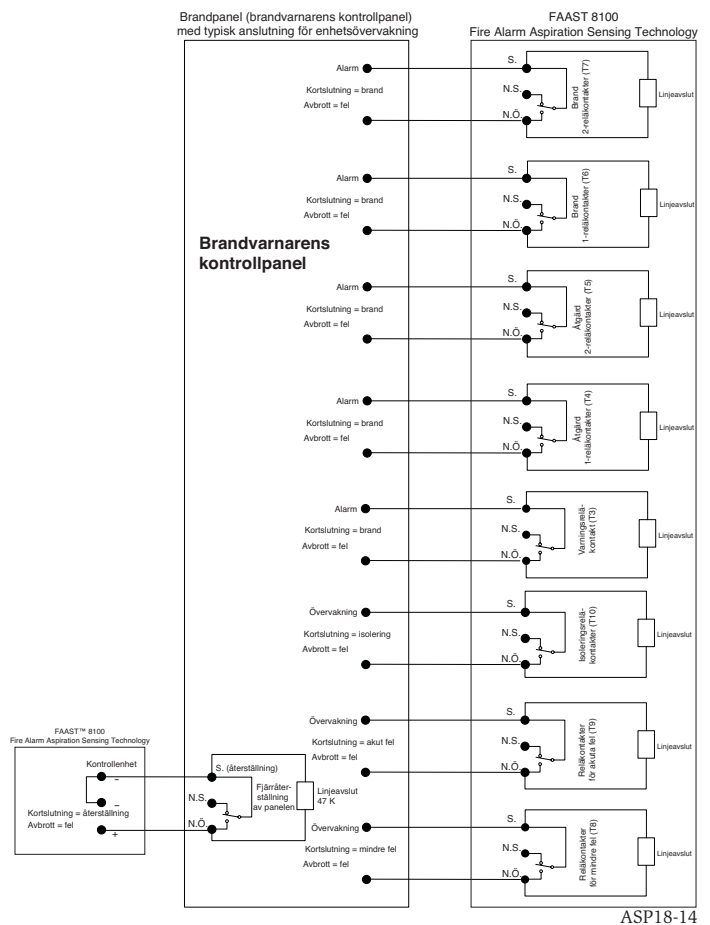 Brandpanel (brandvarnarens kontrollpanel)
med typisk anslutning för enhetsövervakning
FAAST 8100
Fire Alarm Aspiration Sensing Technology
Alarm
Kortslutning = brand
Avbrott = fel
S.
N.S.
N.Ö.
Brand
2-reläkontakter (T7)
Linjeavslut
Alarm
Kortslutning = brand
Avbrott = fel
S.
N.S.
N.Ö.
Brand
1-reläkontakter (T6)
Linjeavslut
Brandvarnarens
kontrollpanel
Alarm
Kortslutning = brand
Avbrott = fel
S.
N.S.
N.Ö.
Åtgärd
2-reläkontakter (T5)
Linjeavslut
Alarm
Kortslutning = brand
Avbrott = fel
S.
N.S.
N.Ö.
Åtgärd
1-reläkontakter (T4)
Linjeavslut
Alarm
Kortslutning = brand
Avbrott = fel
S.
N.S.
N.Ö.
Varningsrelä-
kontakt (T3)
Linjeavslut
Övervakning
Kortslutning = isolering
Avbrott = fel
S.
N.S.
N.Ö.
Isoleringsrelä-
kontakter (T10)
Linjeavslut
Övervakning
Kortslutning = akut fel
Avbrott = fel
S.
N.S.
N.Ö.
Reläkontakter
för akuta fel (T9)
Linjeavslut
FAAST™ 8100
Fire Alarm Aspiration Sensing Technology
Kontrollenhet
–
–
Kortslutning = återställning
Avbrott = fel
+
S. (återställning)
N.S.
N.Ö.
Fjärråter-
ställning
av panelen
Linjeavslut
47 K
Övervakning
Kortslutning = mindre fel
Avbrott = fel
S.
N.S.
N.Ö.
Reläkontakter
för mindre fel (T8)
Linjeavslut
ASP18-14